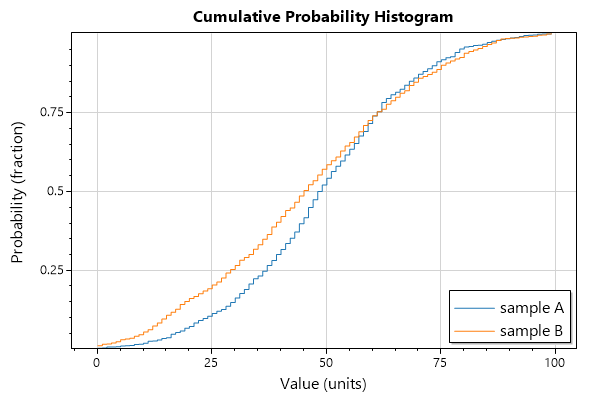 Cumulative Probability Histogram
Probability (fraction)
0.75
0.5
0.25
0
25
50
75
100
Value (units)
sample A
sample B